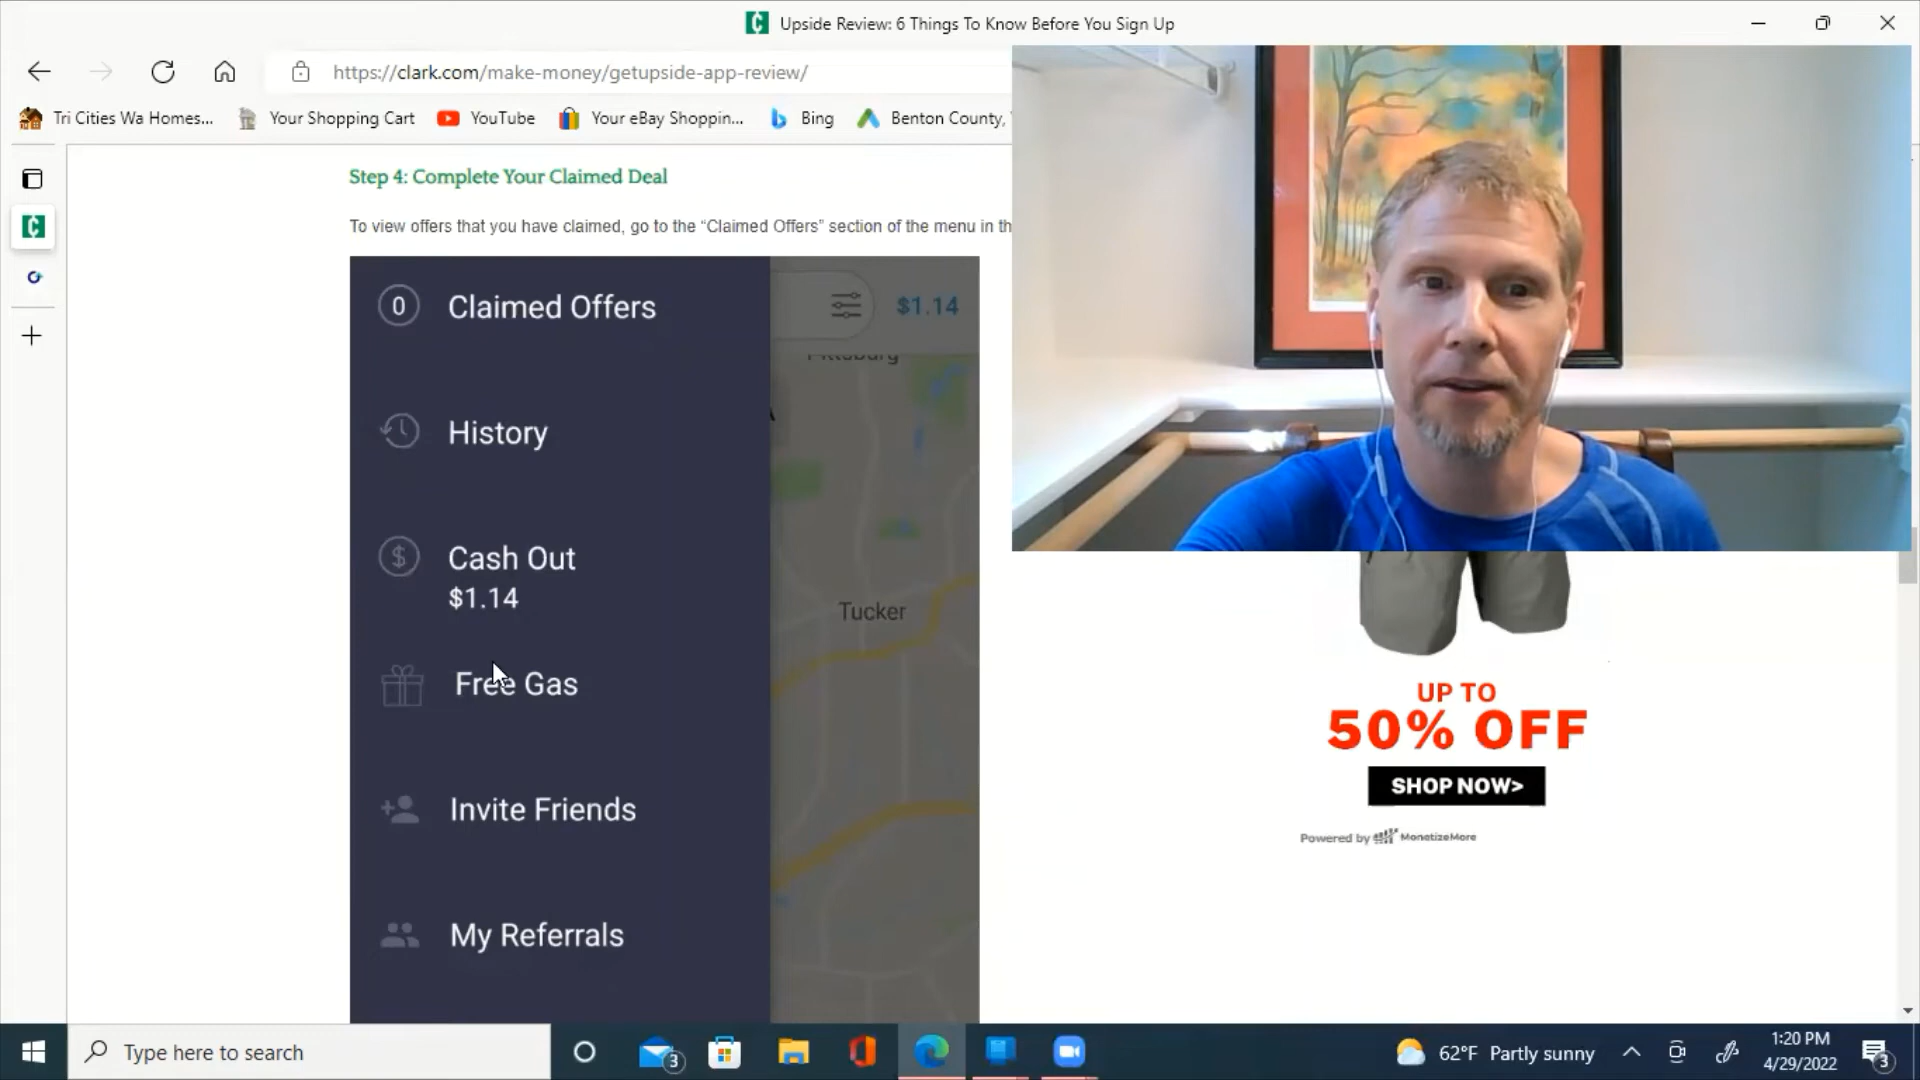 Upside Review: 6 Things To Know Before You Sign Up
https://clark.com/make-money/getupside-app-review/
Tri Cities Wa Homes...
Your Shopping Cart
YouTube
Your eBay Shoppin...
Bing
Benton County,
Step 4: Complete Your Claimed Deal
To view offers that you have claimed, go to the “Claimed Offers” section of the menu in th
0 Claimed Offers
$1.14
Pittsburg
History
Cash Out
$1.14
Tucker
Free Gas
Invite Friends
My Referrals
UP TO
50% OFF
SHOP NOW>
Powered by MonetizeMore
Type here to search
3
62°F Partly sunny
1:20 PM
4/29/2022
3